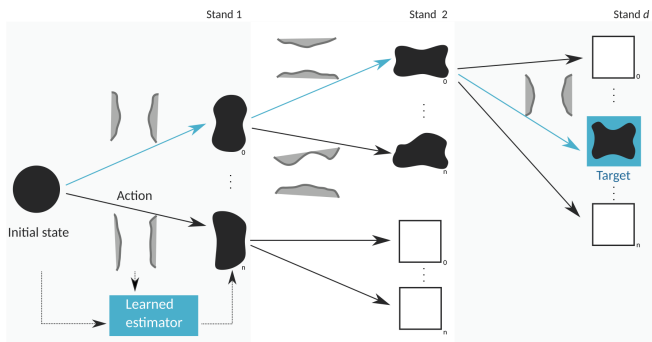 Stand 1
Stand 2
Stand d
0
0
0
n
Action
Target
Initial state
n
n
0
Learned
estimator
n